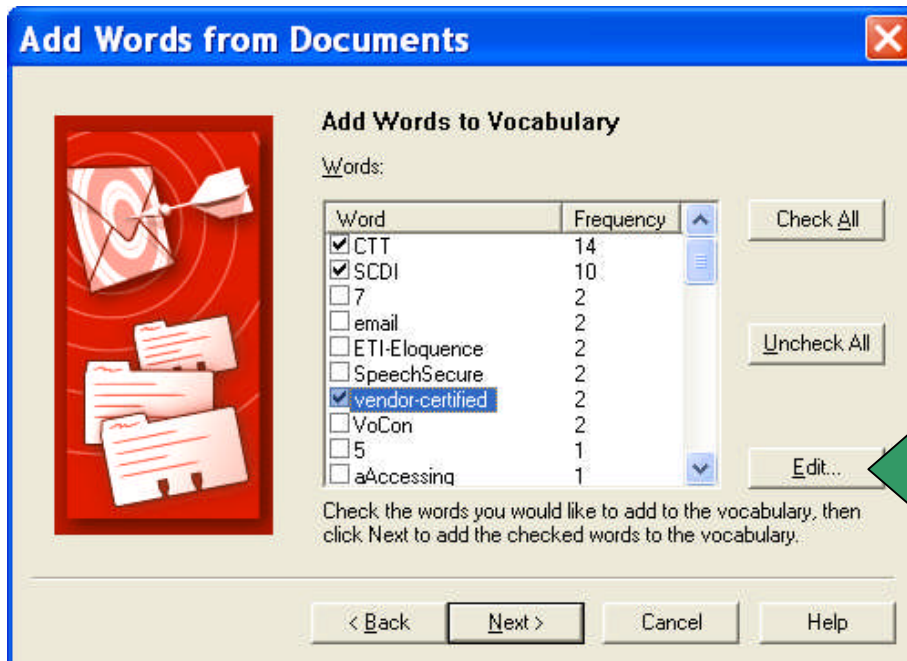 Add Words from Documents
Add Words to Vocabulary
Words:
Word Frequency
CTT 14
SCDI 10
7 2
email 2
ETI-Eloquence 2
SpeechSecure 2
vendor-certified 2
VoCon 2
5 1
aAccessing 1
Check All
Uncheck All
Edit...
Check the words you would like to add to the vocabulary, then
click Next to add the checked words to the vocabulary.
< Back Next > Cancel Help